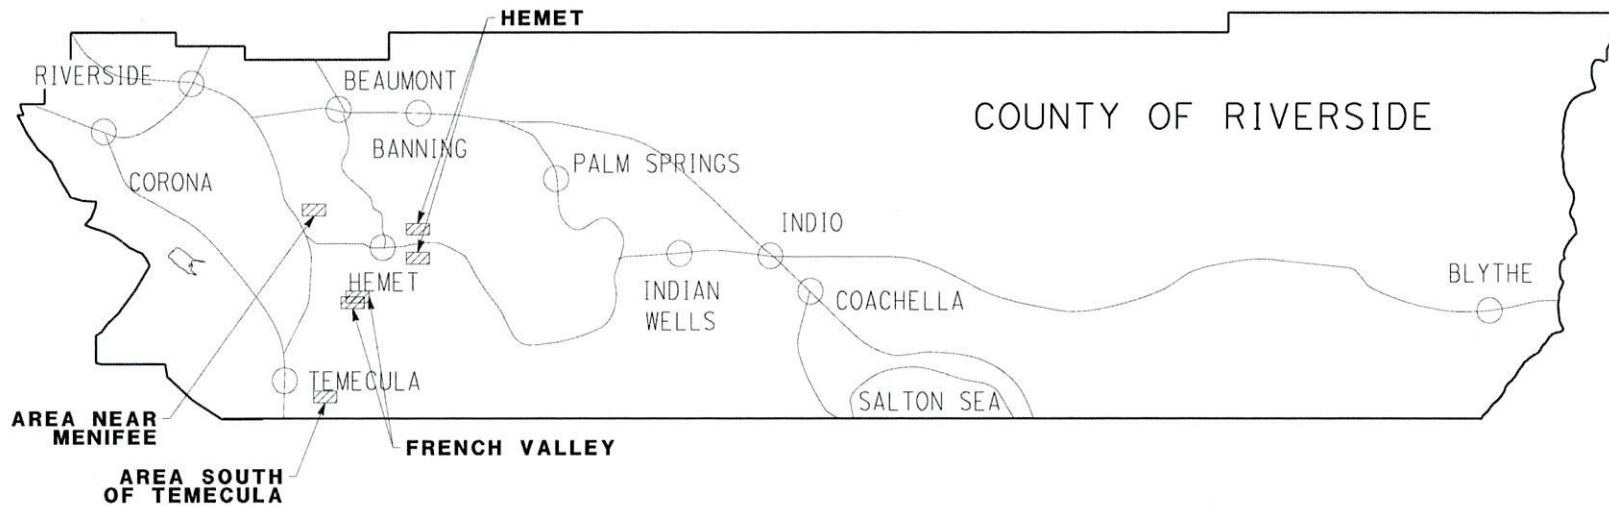 HEMET
RIVERSIDE
BEAUMONT
COUNTY OF RIVERSIDE
BANNING
PALM SPRINGS
CORONA
INDIO
HEMET
INDIAN
WELLS
COACHELLA
BLYTHE
TEMECULA
SALTON SEA
AREA NEAR
MENIFEE
FRENCH VALLEY
AREA SOUTH
OF TEMECULA